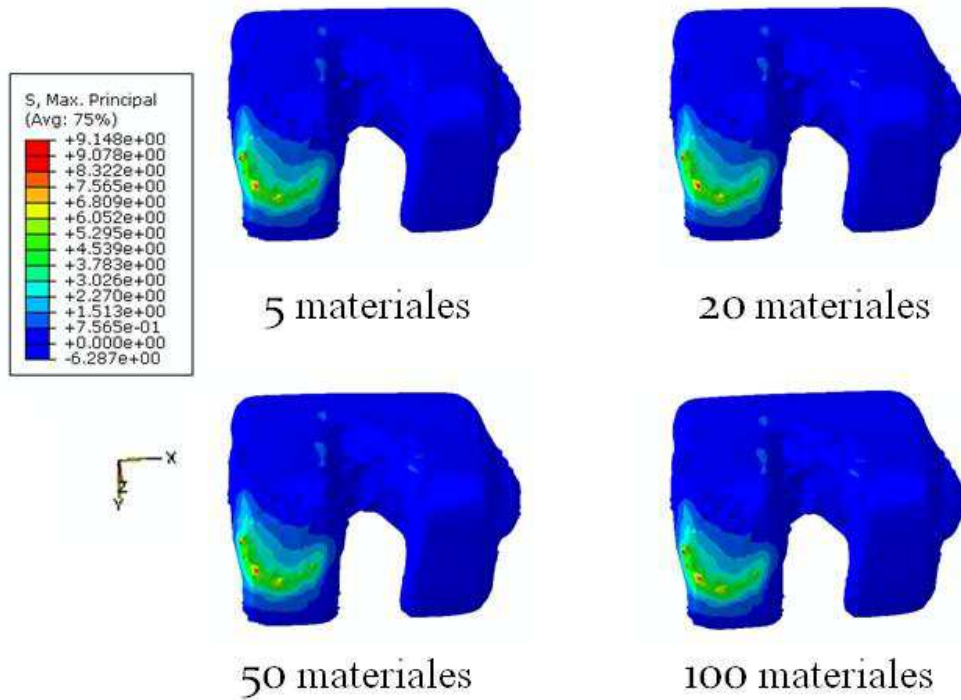 S, Max. Principal
(Avg: 75%)
+9.148e+00
+9.078e+00
+8.322e+00
+7.565e+00
+6.809e+00
+6.052e+00
+5.295e+00
+4.539e+00
+3.783e+00
+3.026e+00
+2.270e+00
+1.513e+00
+7.565e-01
+0.000e+00
-6.287e+00
5 materiales
20 materiales
X
Z
Y
50 materiales
100 materiales